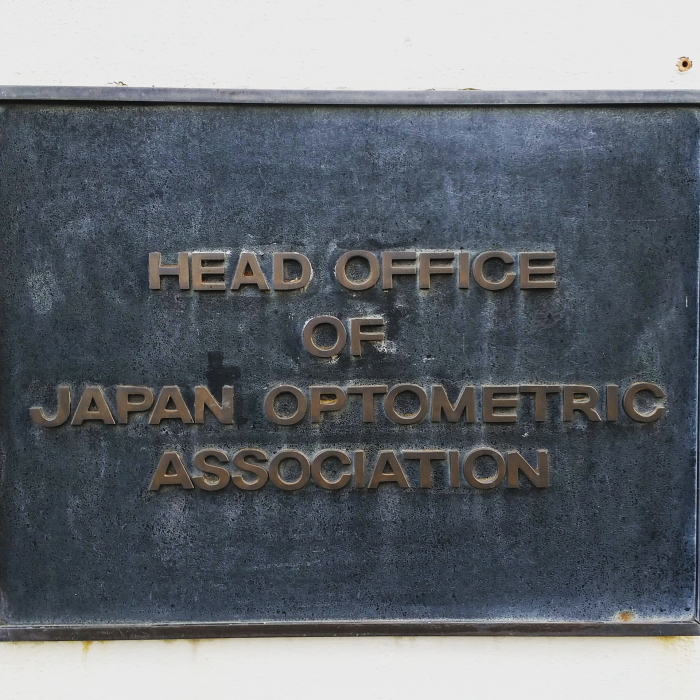 HEAD OFFICE
OF
JAPAN OPTOMETRIC
ASSOCIATION